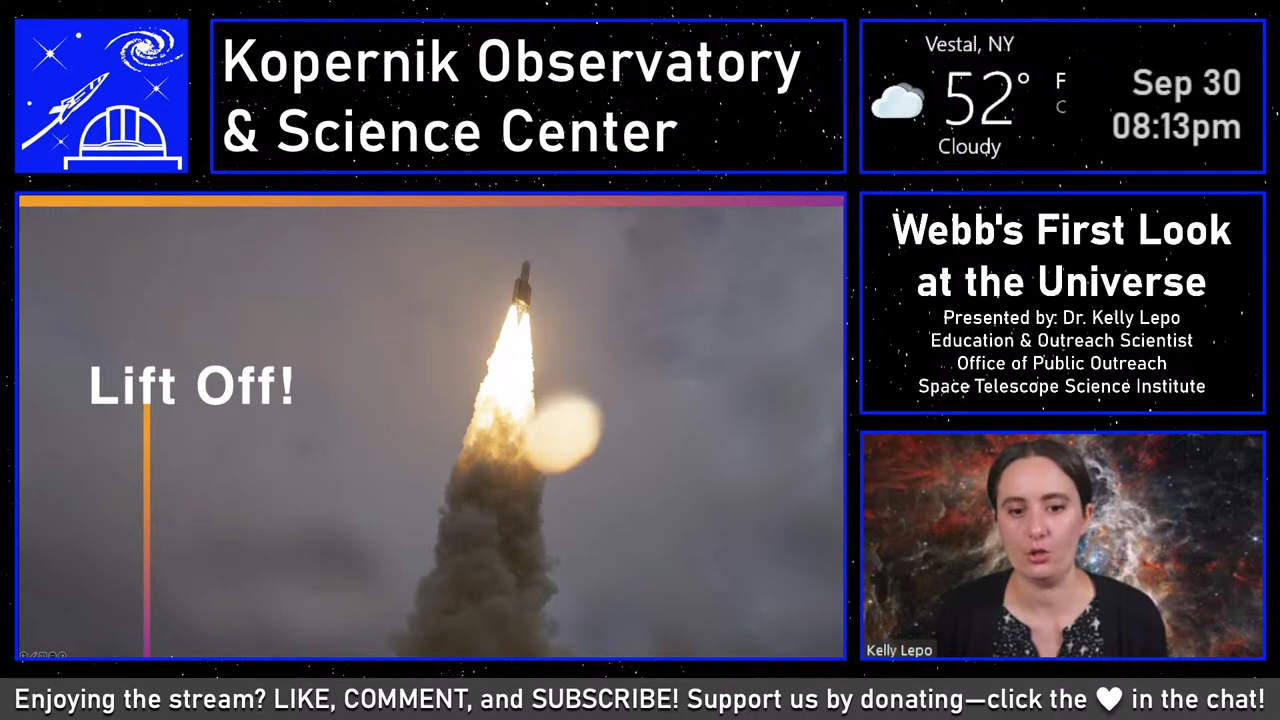 Kopernik Observatory
& Science Center
Vestal, NY
52° F
C
Cloudy
Sep 30
08:13pm
Lift Off!
Webb's First Look
at the Universe
Presented by: Dr. Kelly Lepo
Education & Outreach Scientist
Office of Public Outreach
Space Telescope Science Institute
Kelly Lepo
Enjoying the stream? LIKE, COMMENT, and SUBSCRIBE! Support us by donating—click the ♥ in the chat!